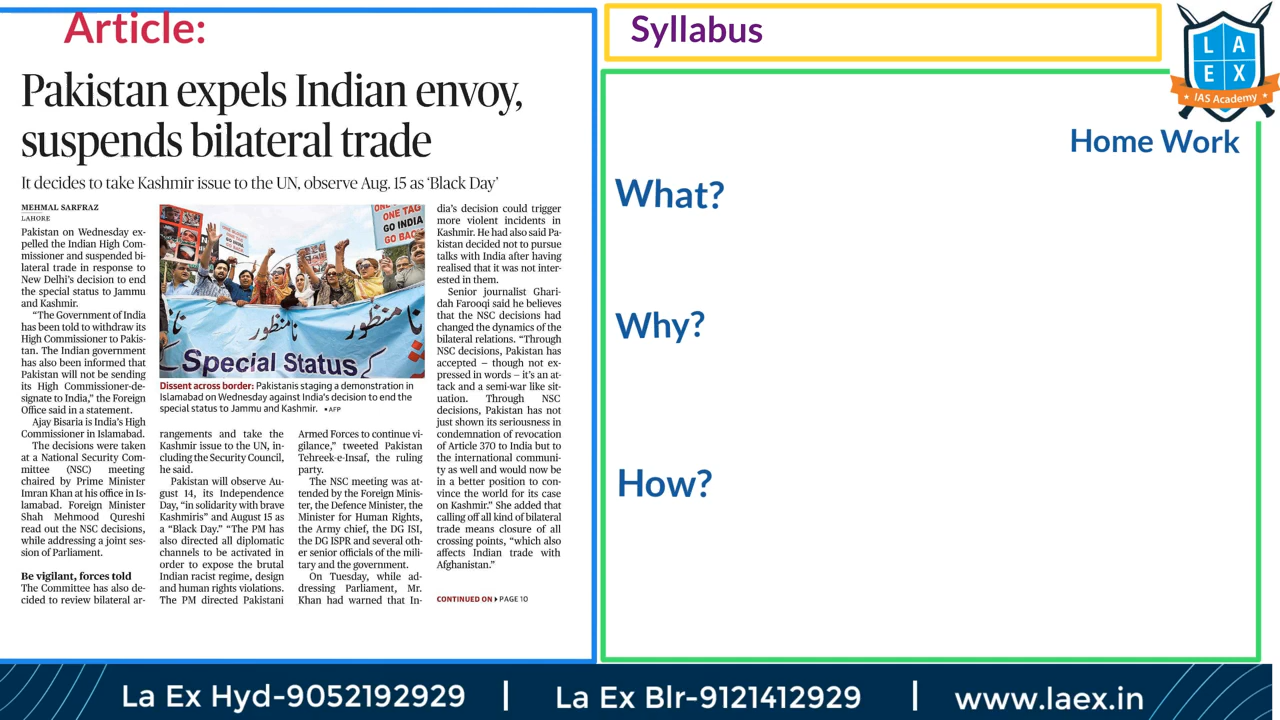 Article:
Pakistan expels Indian envoy,
suspends bilateral trade
It decides to take Kashmir issue to the UN, observe Aug. 15 as ‘Black Day’
MEHMAL SARFRAZ
LAHORE
Pakistan on Wednesday ex-
pelled the Indian High Com-
missioner and suspended bi-
lateral trade in response to
New Delhi’s decision to end
the special status to Jammu
and Kashmir.
“The Government of India
has been told to withdraw its
High Commissioner to Pakis-
tan. The Indian government
has also been informed that
Pakistan will not be sending
its High Commissioner-de-
signate to India,” the Foreign
Office said in a statement.
Ajay Bisaria is India’s High
Commissioner in Islamabad.
The decisions were taken
at a National Security Com-
mittee (NSC) meeting
chaired by Prime Minister
Imran Khan at his office in Is-
lamabad. Foreign Minister
Shah Mehmood Qureshi
read out the NSC decisions,
while addressing a joint ses-
sion of Parliament.
Be vigilant, forces told
The Committee has also de-
cided to review bilateral ar-
ONE TAG
GO INDIA
GO BACK
نامنظور
نامنظور
Special Status
Dissent across border: Pakistanis staging a demonstration in
Islamabad on Wednesday against India’s decision to end the
special status to Jammu and Kashmir. • AFP
rangements and take the
Kashmir issue to the UN, in-
cluding the Security Council,
he said.
Pakistan will observe Au-
gust 14, its Independence
Day, “in solidarity with brave
Kashmiris” and August 15 as
a “Black Day.” “The PM has
also directed all diplomatic
channels to be activated in
order to expose the brutal
Indian racist regime, design
and human rights violations.
The PM directed Pakistani
Armed Forces to continue vi-
gilance,” tweeted Pakistan
Tehreek-e-Insaf, the ruling
party.
The NSC meeting was at-
tended by the Foreign Minis-
ter, the Defence Minister, the
Minister for Human Rights,
the Army chief, the DG ISI,
the DG ISPR and several oth-
er senior officials of the mili-
tary and the government.
On Tuesday, while ad-
dressing Parliament, Mr.
Khan had warned that In-
dia’s decision could trigger
more violent incidents in
Kashmir. He had also said Pa-
kistan decided not to pursue
talks with India after having
realised that it was not inter-
ested in them.
Senior journalist Ghari-
dah Farooqi said he believes
that the NSC decisions had
changed the dynamics of the
bilateral relations. “Through
NSC decisions, Pakistan has
accepted – though not ex-
pressed in words – it’s an at-
tack and a semi-war like sit-
uation. Through NSC
decisions, Pakistan has not
just shown its seriousness in
condemnation of revocation
of Article 370 to India but to
the international communi-
ty as well and would now be
in a better position to con-
vince the world for its case
on Kashmir.” She added that
calling off all kind of bilateral
trade means closure of all
crossing points, “which also
affects Indian trade with
Afghanistan.”
CONTINUED ON PAGE 10
Syllabus
L A
E X
IAS Academy
Home Work
What?
Why?
How?
La Ex Hyd-9052192929 | La Ex Blr-9121412929 | www.laex.in